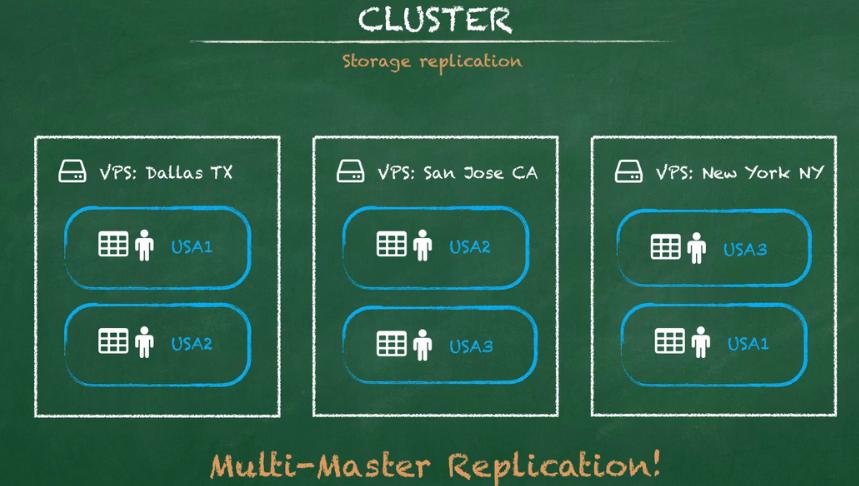 CLUSTER
Storage replication
VPS: Dallas TX
USA1
USA2
VPS: San Jose CA
USA2
USA3
VPS: New York NY
USA3
USA1
Multi-Master Replication!